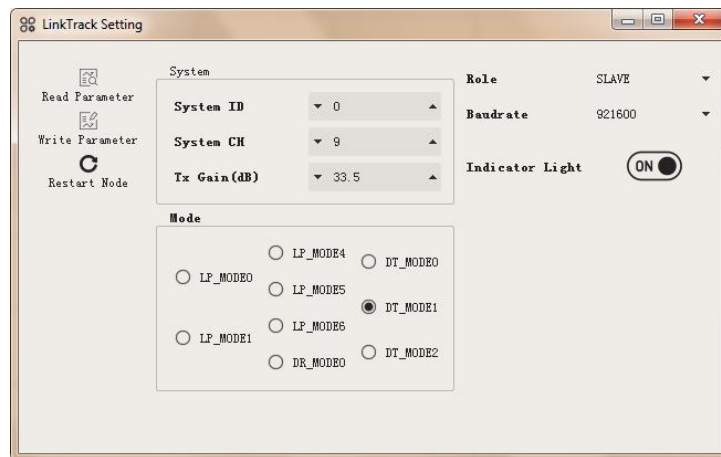 LinkTrack Setting
Read Parameter
Write Parameter
Restart Node
System
System ID 0
System CH 9
Tx Gain(dB) 33.5
Role SLAVE
Baudrate 921600
Indicator Light ON
Mode
LP_MODE0
LP_MODE1
LP_MODE4
LP_MODE5
LP_MODE6
DR_MODE0
DT_MODE0
DT_MODE1
DT_MODE2